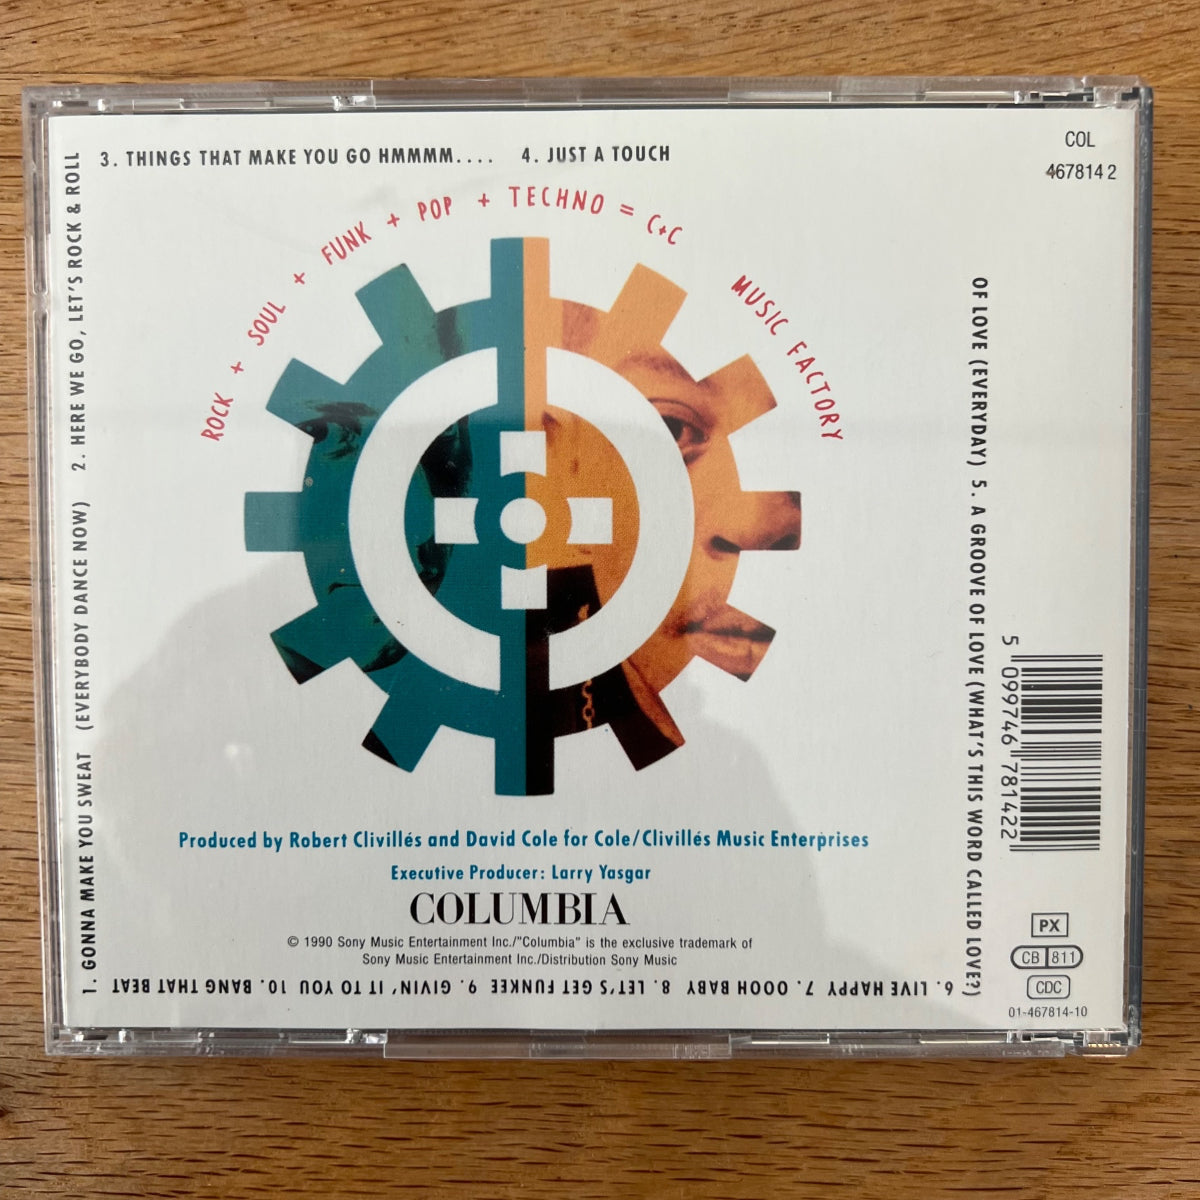 1. GONNA MAKE YOU SWEAT (EVERYBODY DANCE NOW) 2. HERE WE GO, LET'S ROCK & ROLL
3. THINGS THAT MAKE YOU GO HMMMM.... 4. JUST A TOUCH
OF LOVE (EVERYDAY) 5. A GROOVE OF LOVE (WHAT'S THIS WORD CALLED LOVE?)
6. LIVE HAPPY 7. OOOH BABY 8. LET'S GET FUNKEE 9. GIVIN' IT TO YOU 10. BANG THAT BEAT
COL
467814 2
ROCK + SOUL + FUNK + POP + TECHNO = C+C MUSIC FACTORY
5 099746 781422
Produced by Robert Clivillés and David Cole for Cole/Clivillés Music Enterprises
Executive Producer: Larry Yasgar
COLUMBIA
© 1990 Sony Music Entertainment Inc./"Columbia" is the exclusive trademark of
Sony Music Entertainment Inc./Distribution Sony Music
PX
CB 811
CDC
01-467814-10